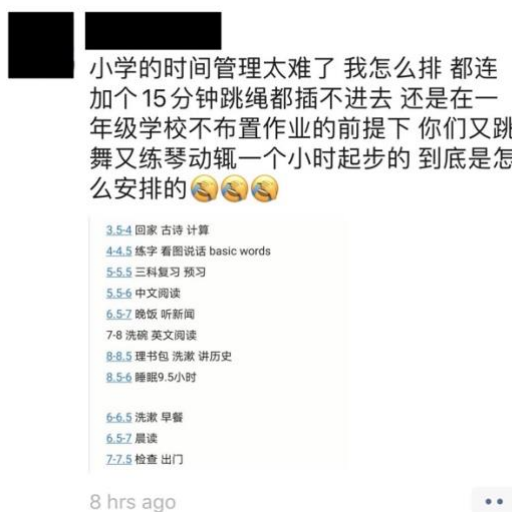 小学的时间管理太难了 我怎么排 都连
加个15分钟跳绳都插不进去 还是在一
年级学校不布置作业的前提下 你们又跳
舞又练琴动辄一个小时起步的 到底是怎
么安排的
3.5-4 回家 古诗 计算
4-4.5 练字 看图说话 basic words
5-5.5 三科复习 预习
5.5-6 中文阅读
6.5-7 晚饭 听新闻
7-8 洗碗 英文阅读
8-8.5 理书包 洗漱 讲历史
8.5-6 睡眠9.5小时
6-6.5 洗漱 早餐
6.5-7 晨读
7-7.5 检查 出门
8 hrs ago